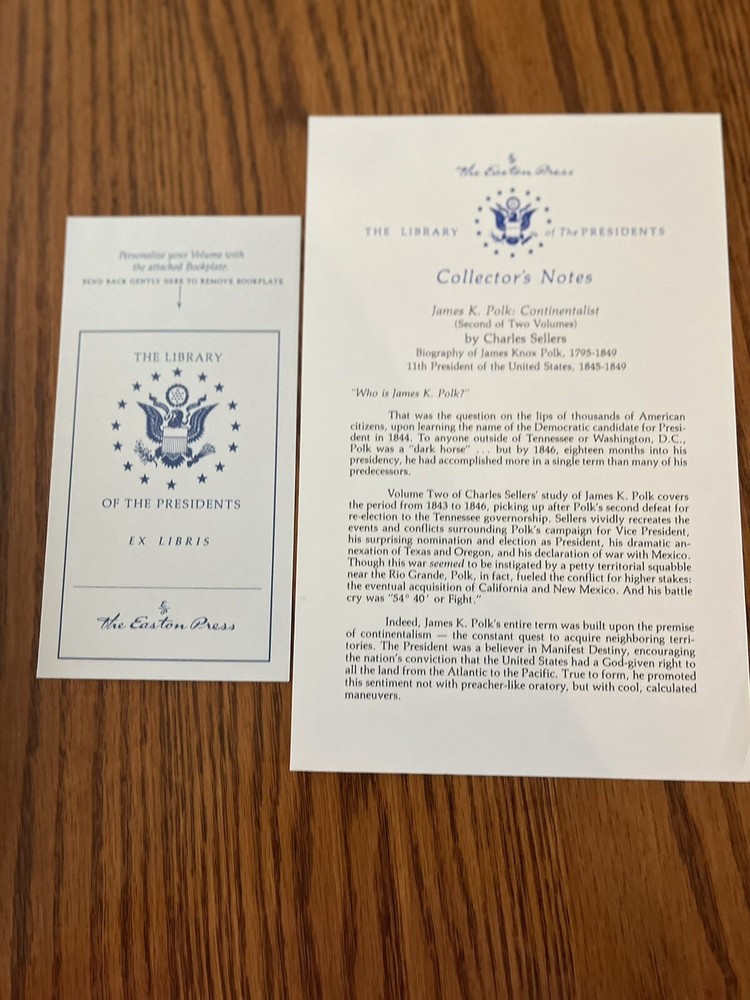 Personalize your Volume with
the attached Bookplate.
BEND BACK GENTLY HERE TO REMOVE BOOKPLATE
THE LIBRARY
OF THE PRESIDENTS
EX LIBRIS
The Easton Press
The Easton Press
THE LIBRARY of The PRESIDENTS
Collector's Notes
James K. Polk: Continentalist
(Second of Two Volumes)
by Charles Sellers
Biography of James Knox Polk, 1795-1849
11th President of the United States, 1845-1849
"Who is James K. Polk?"
That was the question on the lips of thousands of American
citizens, upon learning the name of the Democratic candidate for Presi-
dent in 1844. To anyone outside of Tennessee or Washington, D.C.,
Polk was a "dark horse" ... but by 1846, eighteen months into his
presidency, he had accomplished more in a single term than many of his
predecessors.
Volume Two of Charles Sellers' study of James K. Polk covers
the period from 1843 to 1846, picking up after Polk's second defeat for
re-election to the Tennessee governorship. Sellers vividly recreates the
events and conflicts surrounding Polk's campaign for Vice President,
his surprising nomination and election as President, his dramatic an-
nexation of Texas and Oregon, and his declaration of war with Mexico.
Though this war seemed to be instigated by a petty territorial squabble
near the Rio Grande, Polk, in fact, fueled the conflict for higher stakes:
the eventual acquisition of California and New Mexico. And his battle
cry was "54° 40' or Fight."
Indeed, James K. Polk's entire term was built upon the premise
of continentalism — the constant quest to acquire neighboring terri-
tories. The President was a believer in Manifest Destiny, encouraging
the nation's conviction that the United States had a God-given right to
all the land from the Atlantic to the Pacific. True to form, he promoted
this sentiment not with preacher-like oratory, but with cool, calculated
maneuvers.